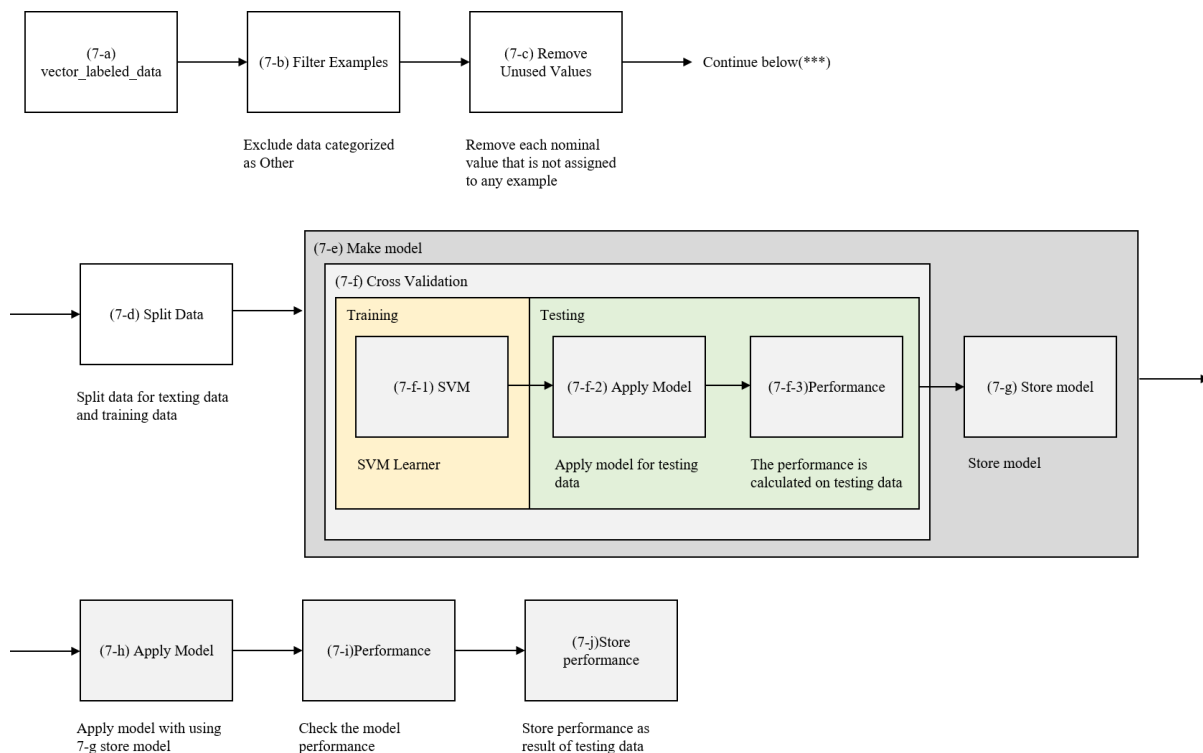 (7-a)
vector_labeled_data
(7-b) Filter Examples
(7-c) Remove
Unused Values
Continue below(***)
Exclude data categorized
as Other
Remove each nominal
value that is not assigned
to any example
(7-d) Split Data
Split data for texting data
and training data
(7-e) Make model
(7-f) Cross Validation
Training
Testing
(7-f-1) SVM
(7-f-2) Apply Model
(7-f-3)Performance
(7-g) Store model
SVM Learner
Apply model for testing
data
The performance is
calculated on testing data
Store model
(7-h) Apply Model
(7-i)Performance
(7-j)Store
performance
Apply model with using
7-g store model
Check the model
performance
Store performance as
result of testing data